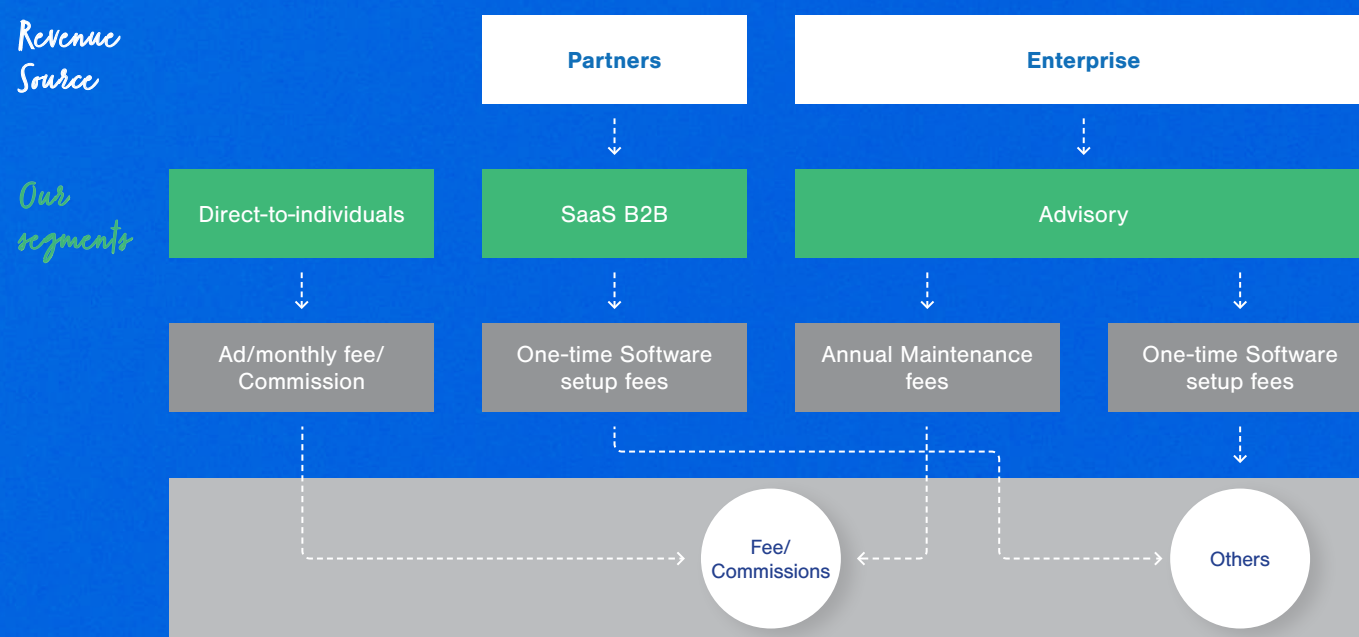 Revenue
Source
Partners
Enterprise
Our
segments
Direct-to-individuals
SaaS B2B
Advisory
Ad/monthly fee/
Commission
One-time Software
setup fees
Annual Maintenance
fees
One-time Software
setup fees
Fee/
Commissions
Others